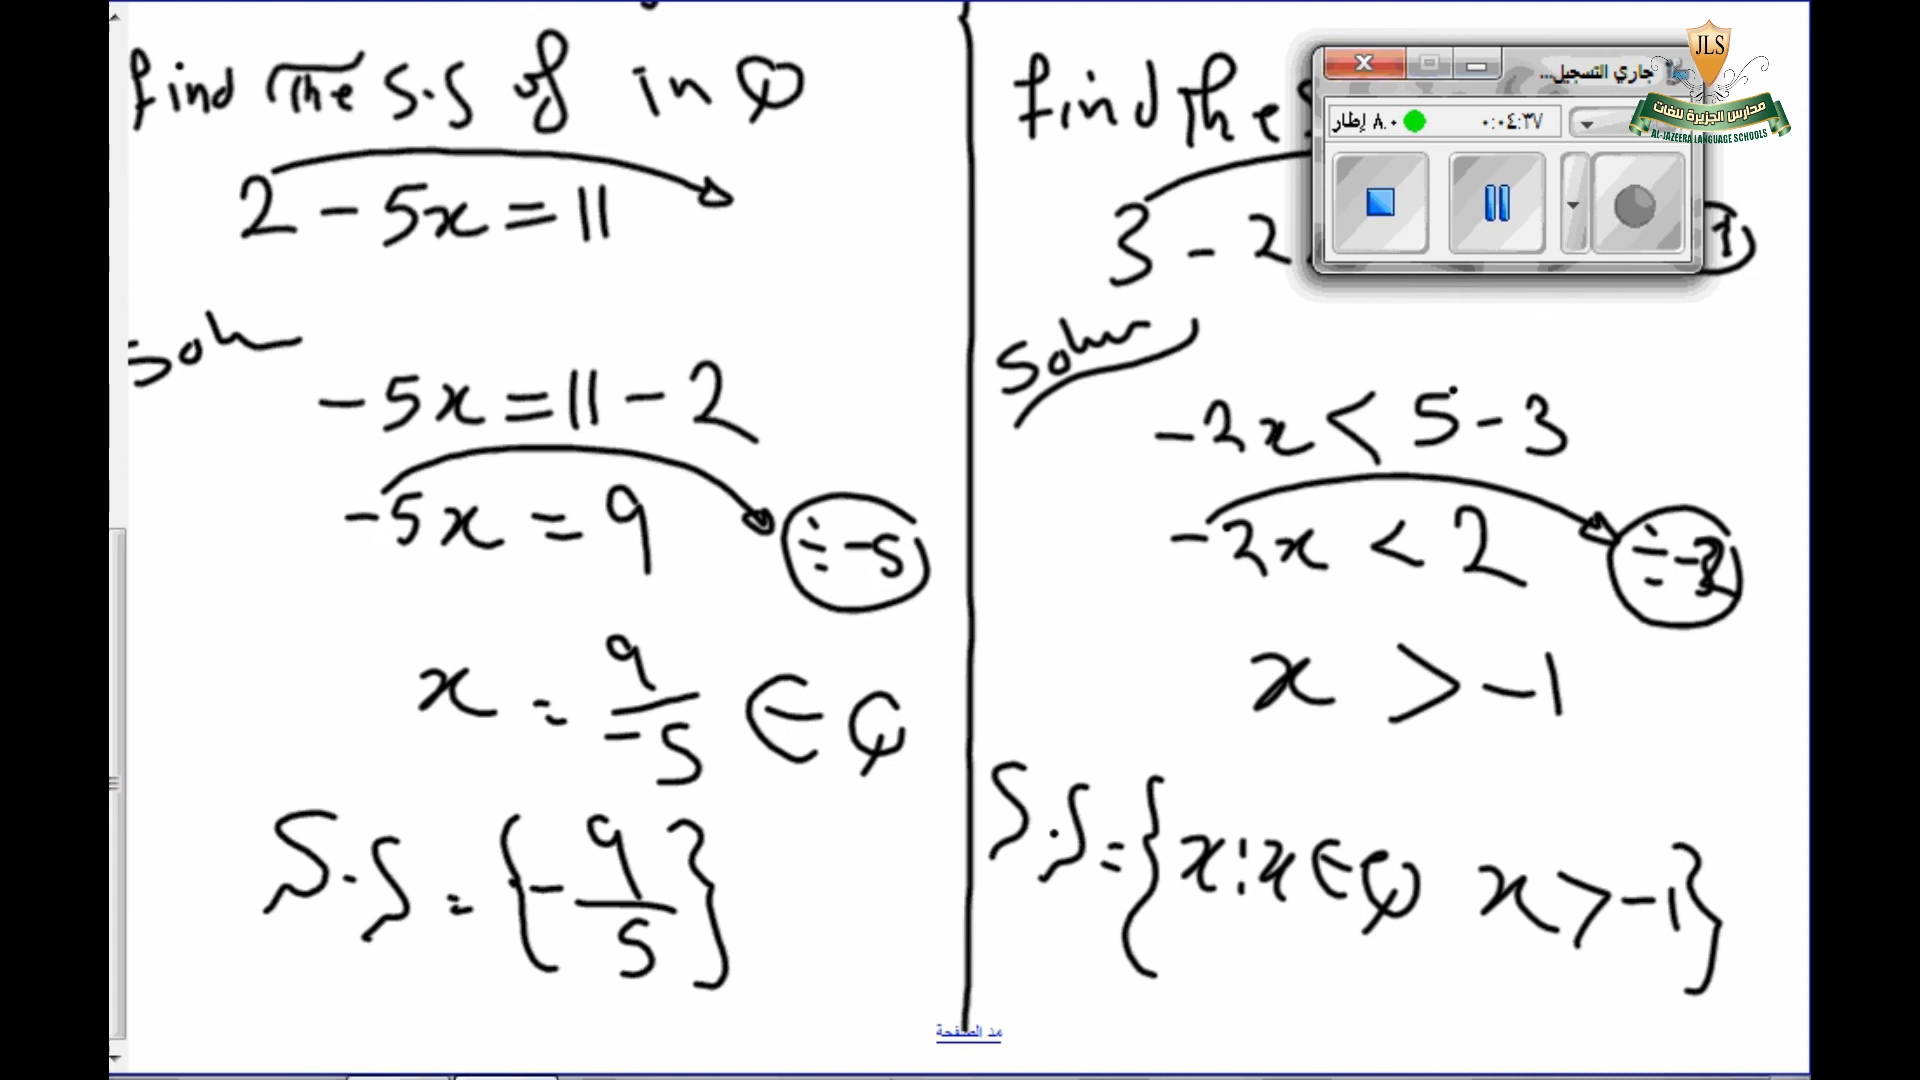 find the S.S of in Q
2 - 5x = 11
Soln
-5x = 11 - 2
-5x = 9
÷ -5
x = 9/-5 ∈ Q
S.S = {-9/5}
find the
3 - 2
Soln
-2x < 5 - 3
-2x < 2
÷ -2
x > -1
S.S = {x : x ∈ Q x > -1}
جاري التسجيل...
٨.٠ إطار
٠:٠٤:٣٧
JLS
مدارس الجزيرة للغات
AL-JAZEERA LANGUAGE SCHOOLS
مد الصفحة